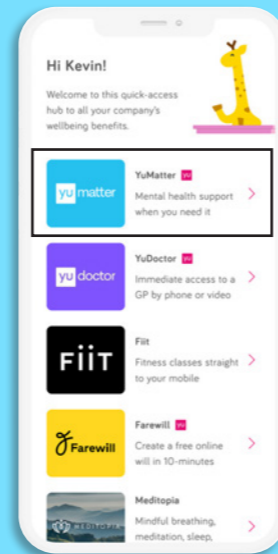 Hi Kevin!
Welcome to this quick-access
hub to all your company's
wellbeing benefits.
yu matter
YuMatter yu
Mental health support
when you need it
yu doctor
YuDoctor yu
Immediate access to a
GP by phone or video
FiiT
Fiit
Fitness classes straight
to your mobile
Farewill
Farewill yu
Create a free online
will in 10-minutes
Meditopia
Mindful breathing,
meditation, sleep,